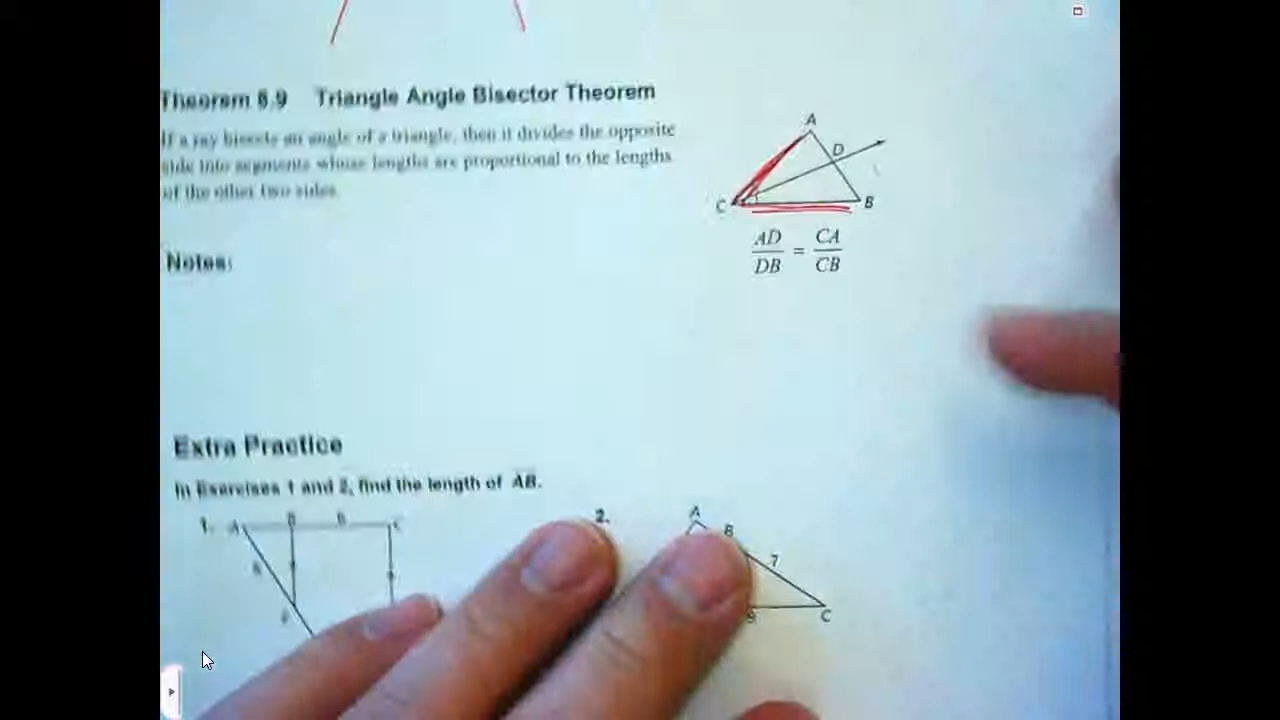 Theorem 8.9 Triangle Angle Bisector Theorem
If a ray bisects an angle of a triangle, then it divides the opposite
side into segments whose lengths are proportional to the lengths
of the other two sides.
A
D
C
B
AD/DB = CA/CB
Notes:
Extra Practice
In Exercises 1 and 2, find the length of AB.
1. A B C
2. A
B
7
9
C